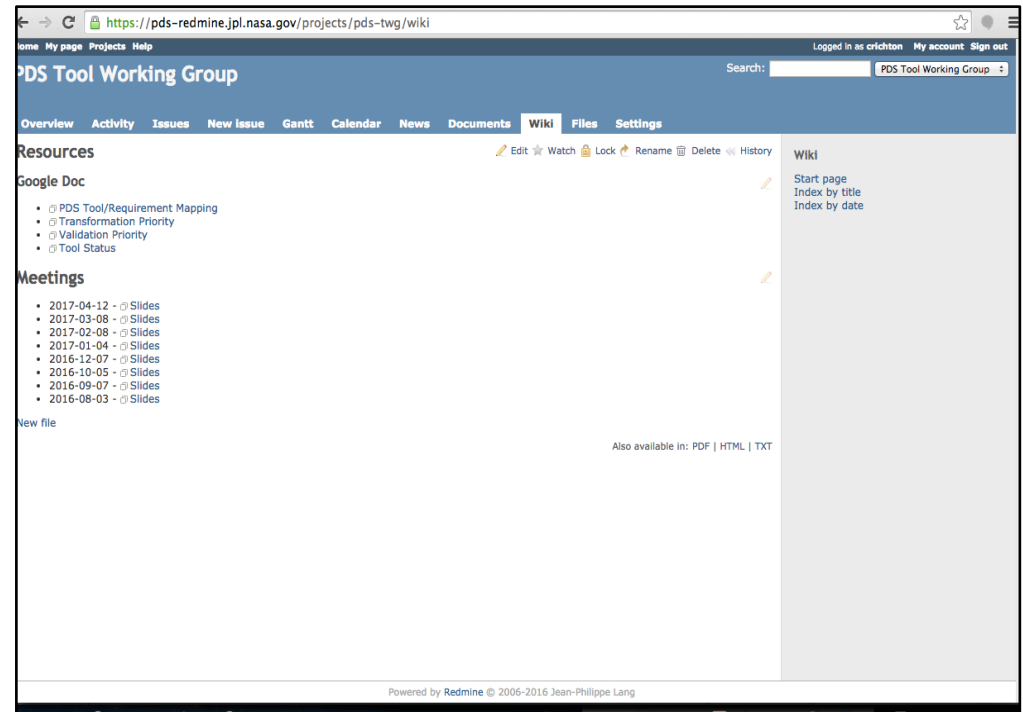 https://pds-redmine.jpl.nasa.gov/projects/pds-twg/wiki
ome My page Projects Help Logged in as crichton My account Sign out
PDS Tool Working Group Search: PDS Tool Working Group
Overview Activity Issues New issue Gantt Calendar News Documents Wiki Files Settings
Resources Edit Watch Lock Rename Delete History Wiki
Google Doc Start page
Index by title
PDS Tool/Requirement Mapping Index by date
Transformation Priority
Validation Priority
Tool Status
Meetings
2017-04-12 - Slides
2017-03-08 - Slides
2017-02-08 - Slides
2017-01-04 - Slides
2016-12-07 - Slides
2016-10-05 - Slides
2016-09-07 - Slides
2016-08-03 - Slides
New file
Also available in: PDF | HTML | TXT
Powered by Redmine © 2006-2016 Jean-Philippe Lang